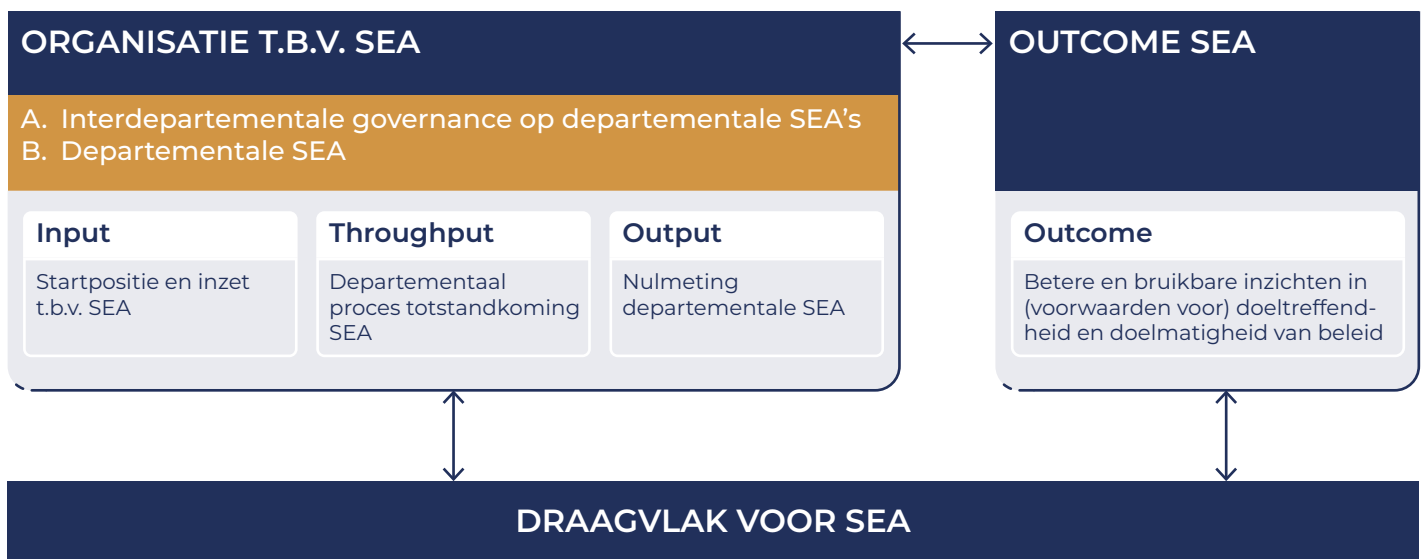 ORGANISATIE T.B.V. SEA
OUTCOME SEA
A. Interdepartementale governance op departementale SEA’s
B. Departementale SEA
Input
Startpositie en inzet
t.b.v. SEA
Throughput
Departementaal
proces totstandkoming
SEA
Output
Nulmeting
departementale SEA
Outcome
Betere en bruikbare inzichten in
(voorwaarden voor) doeltreffend-
heid en doelmatigheid van beleid
DRAAGVLAK VOOR SEA